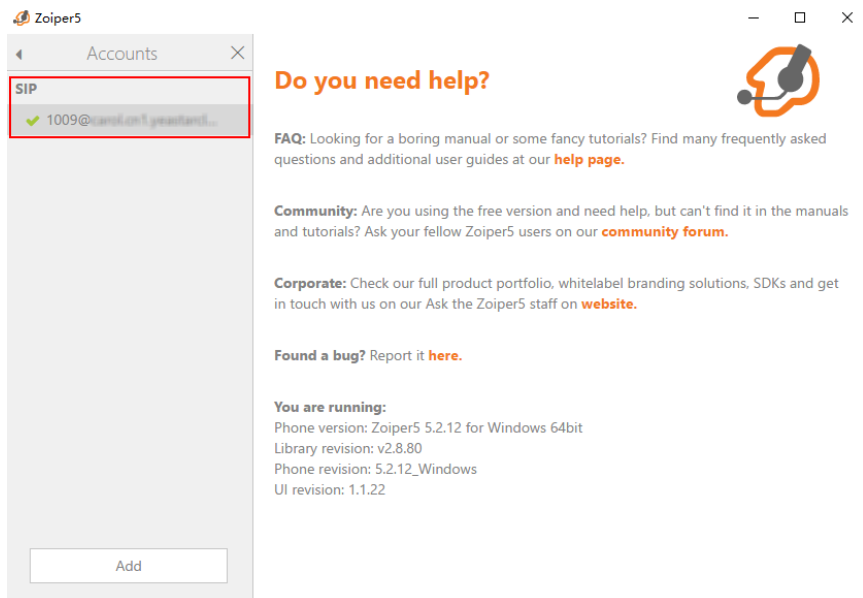 Zoiper5
Accounts
SIP
1009@
Add
Do you need help?
FAQ: Looking for a boring manual or some fancy tutorials? Find many frequently asked
questions and additional user guides at our help page.
Community: Are you using the free version and need help, but can't find it in the manuals
and tutorials? Ask your fellow Zoiper5 users on our community forum.
Corporate: Check our full product portfolio, whitelabel branding solutions, SDKs and get
in touch with us on our Ask the Zoiper5 staff on website.
Found a bug? Report it here.
You are running:
Phone version: Zoiper5 5.2.12 for Windows 64bit
Library revision: v2.8.80
Phone revision: 5.2.12_Windows
UI revision: 1.1.22